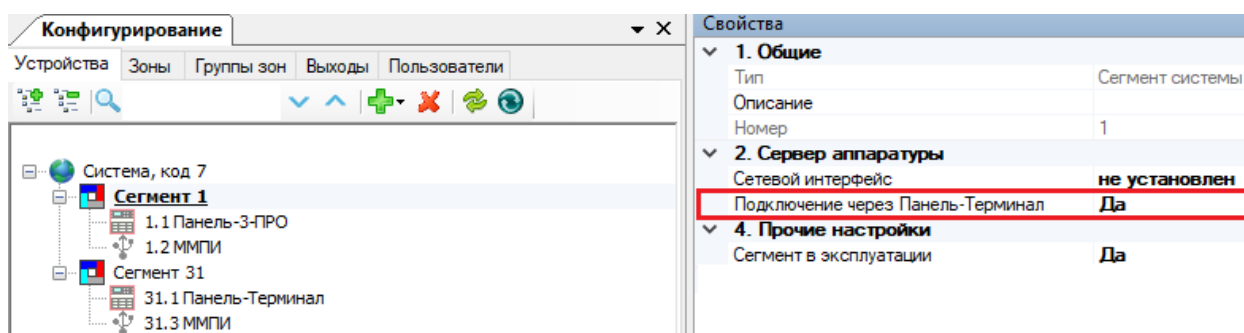 Конфигурирование
Устройства Зоны Группы зон Выходы Пользователи
Система, код 7
Сегмент 1
1.1 Панель-3-ПРО
1.2 ММПИ
Сегмент 31
31.1 Панель-Терминал
31.3 ММПИ
Свойства
1. Общие
Тип Сегмент системы
Описание
Номер 1
2. Сервер аппаратуры
Сетевой интерфейс не установлен
Подключение через Панель-Терминал Да
4. Прочие настройки
Сегмент в эксплуатации Да